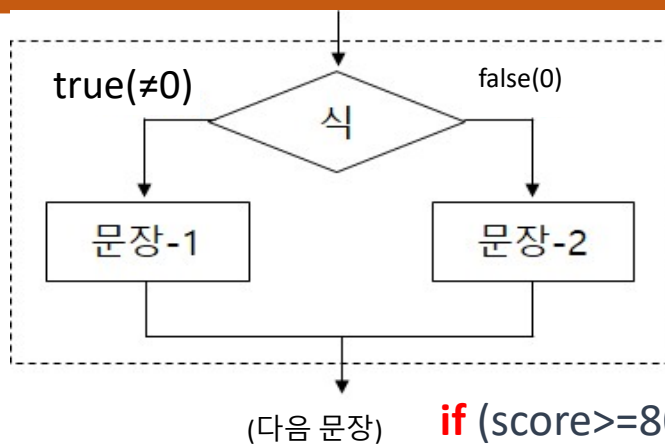 true(≠0)
false(0)
식
문장-1
문장-2
(다음 문장)
if (score>=8